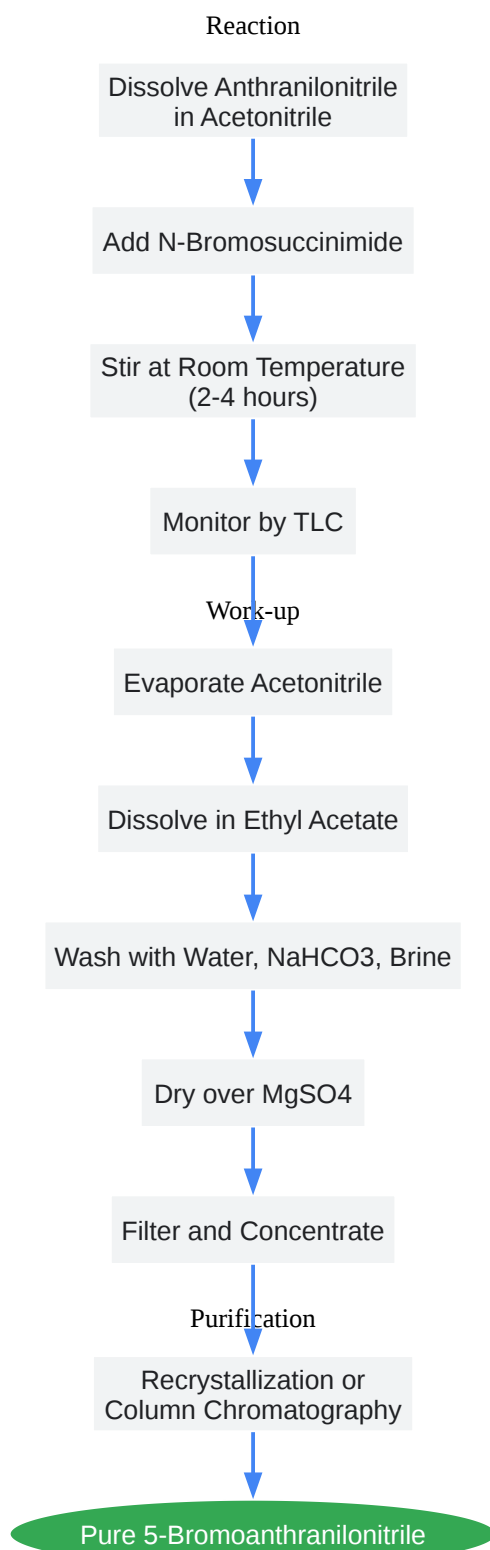 Reaction
Dissolve Anthranilonitrile
in Acetonitrile
Add N-Bromosuccinimide
Stir at Room Temperature
(2-4 hours)
Monitor by TLC
Work-up
Evaporate Acetonitrile
Dissolve in Ethyl Acetate
Wash with Water, NaHCO3, Brine
Dry over MgSO4
Filter and Concentrate
Purification
Recrystallization or
Column Chromatography
Pure 5-Bromoanthranilonitrile